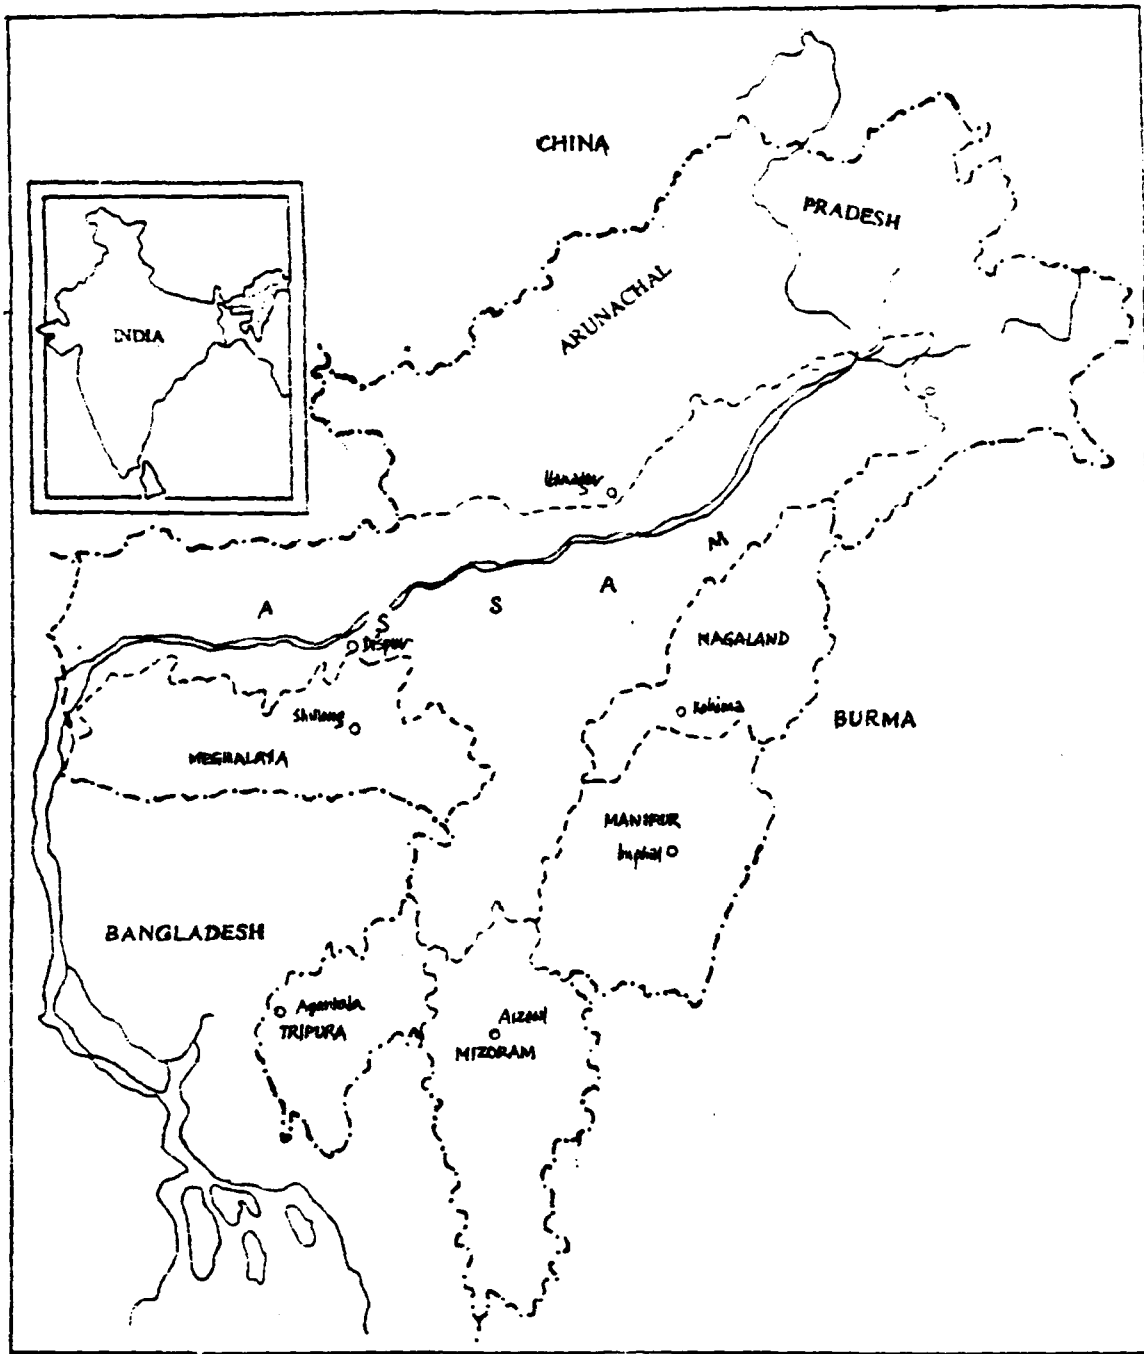 CHINA
PRADESH
ARUNACHAL
INDIA
A S S A M
Dispur
Shillong
MEGHALAYA
NAGALAND
Kohima
BURMA
MANIPUR
Imphal
BANGLADESH
Agartala
TRIPURA
Aizawl
MIZORAM